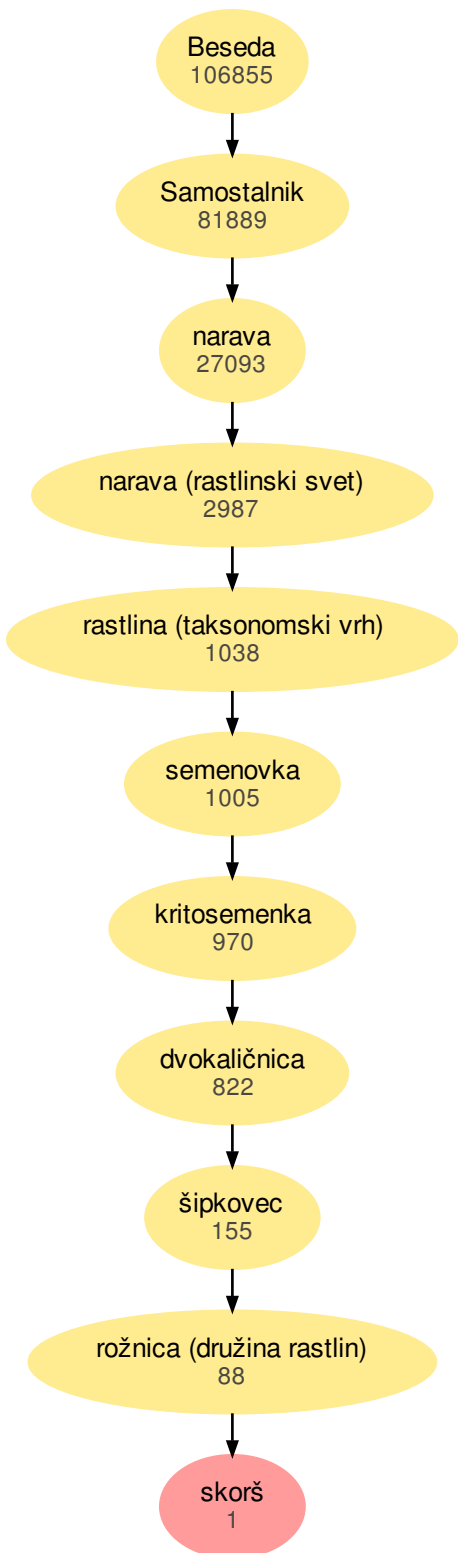 Beseda
106855
Samostalnik
81889
narava
27093
narava (rastlinski svet)
2987
rastlina (taksonomski vrh)
1038
semenovka
1005
kritosemenka
970
dvokaličnica
822
šipkovec
155
rožnica (družina rastlin)
88
skorš
1